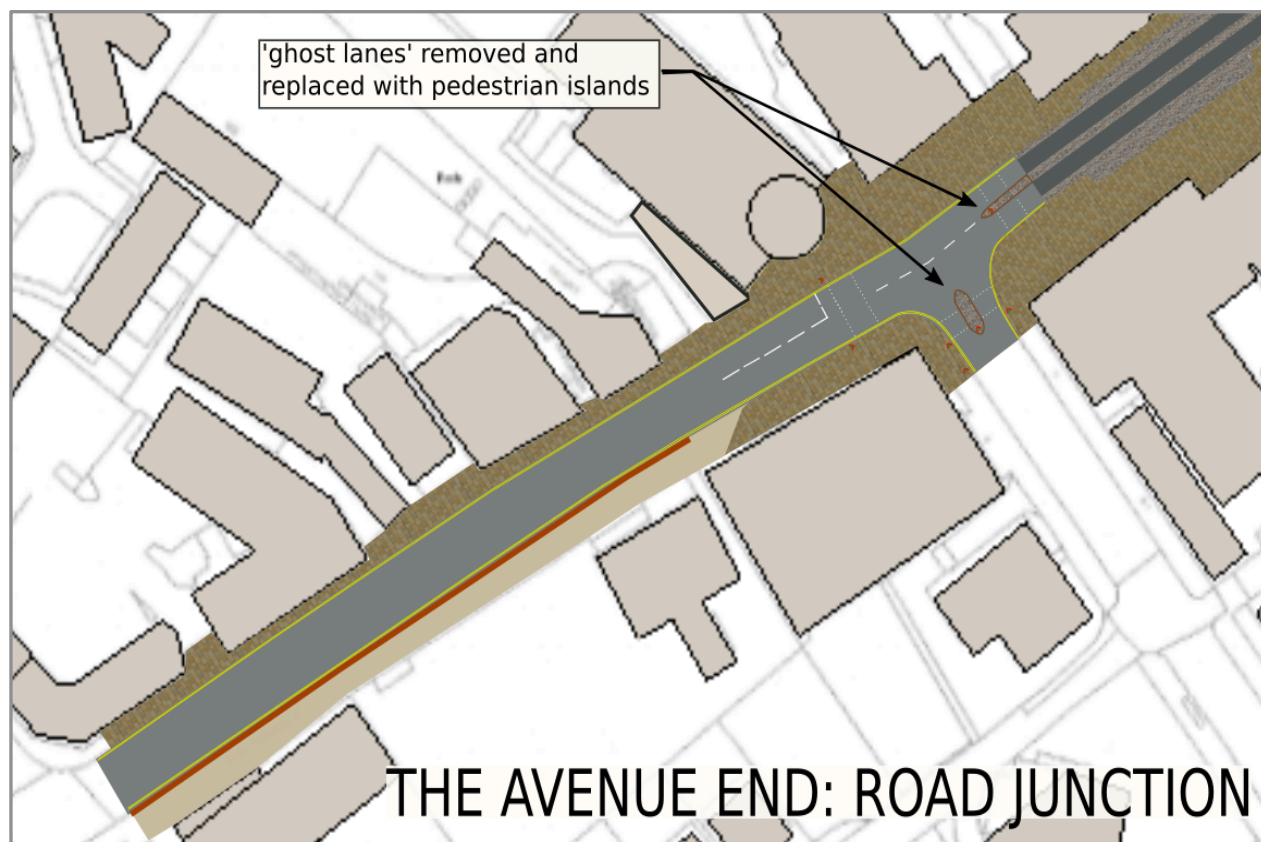 'ghost lanes' removed and
replaced with pedestrian islands
THE AVENUE END: ROAD JUNCTION